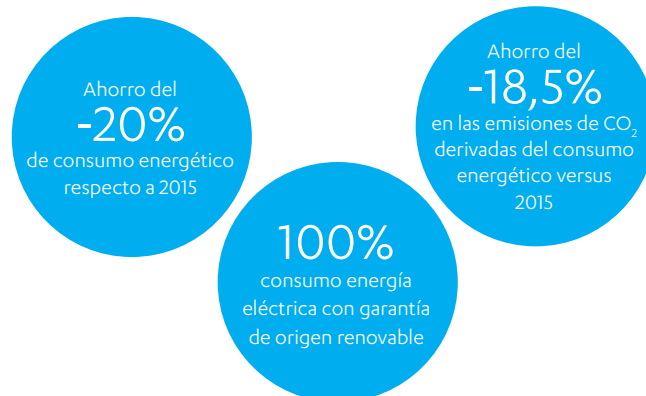 Ahorro del
-20%
de consumo energético
respecto a 2015
Ahorro del
-18,5%
en las emisiones de CO₂
derivadas del consumo
energético versus
2015
100%
consumo energía
eléctrica con garantía
de origen renovable